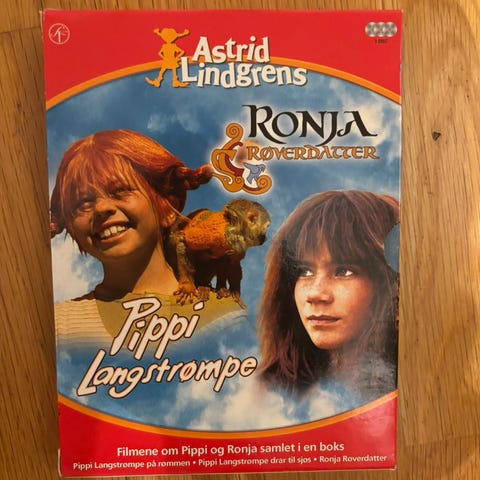 Astrid
Lindgrens
RONJA
RØVERDATTER
Pippi
Langstrømpe
Filmene om Pippi og Ronja samlet i en boks
Pippi Langstrømpe på rømmen • Pippi Langstrømpe drar til sjøs • Ronja Røverdatter